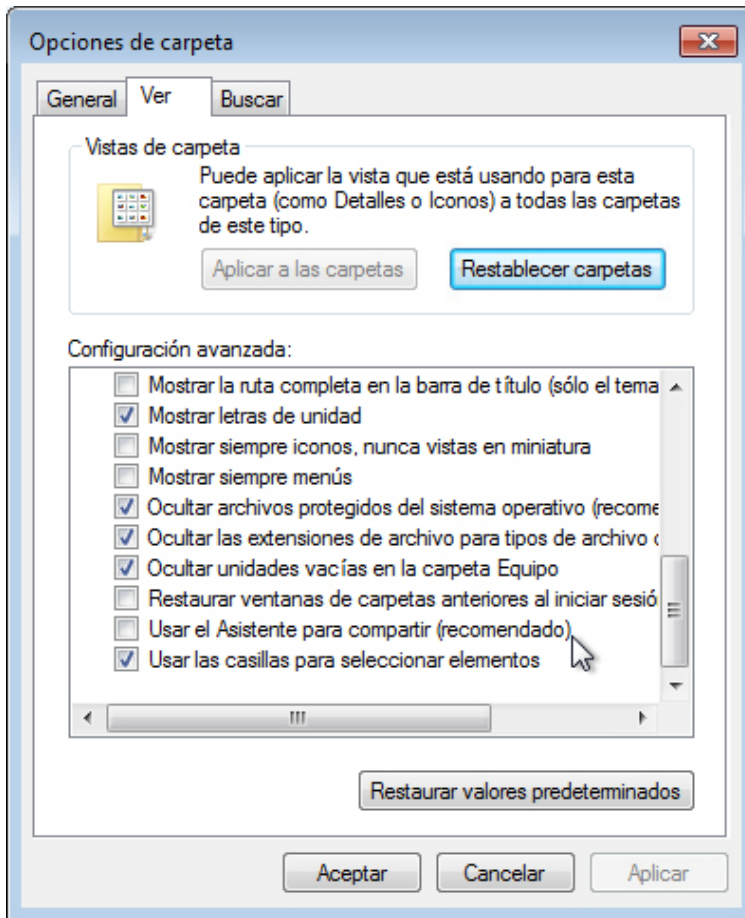 Opciones de carpeta
General
Ver
Buscar
Vistas de carpeta
Puede aplicar la vista que está usando para esta
carpeta (como Detalles o Iconos) a todas las carpetas
de este tipo.
Aplicar a las carpetas
Restablecer carpetas
Configuración avanzada:
Mostrar la ruta completa en la barra de título (sólo el tema
Mostrar letras de unidad
Mostrar siempre iconos, nunca vistas en miniatura
Mostrar siempre menús
Ocultar archivos protegidos del sistema operativo (recome
Ocultar las extensiones de archivo para tipos de archivo c
Ocultar unidades vacías en la carpeta Equipo
Restaurar ventanas de carpetas anteriores al iniciar sesió
Usar el Asistente para compartir (recomendado)
Usar las casillas para seleccionar elementos
Restaurar valores predeterminados
Aceptar
Cancelar
Aplicar